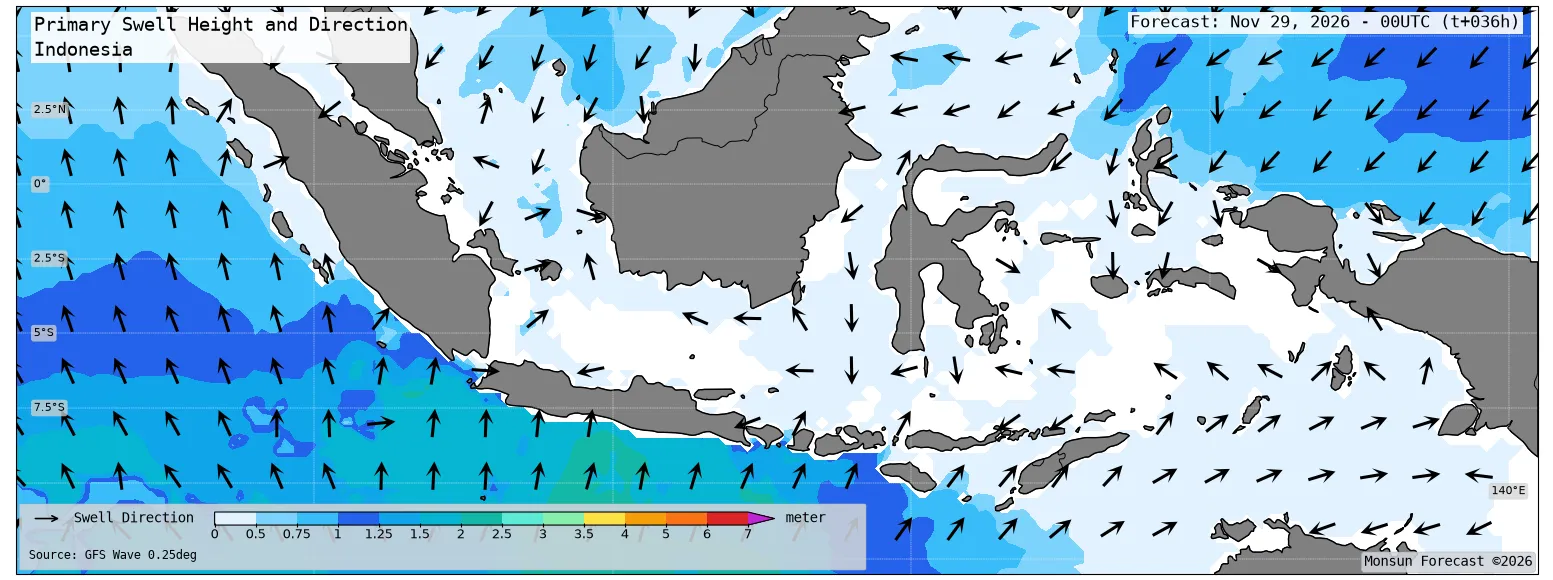 Primary Swell Height and Direction
Indonesia
Forecast: Nov 29, 2026 - 00UTC (t+036h)
2.5°N
0°
2.5°S
5°S
7.5°S
140°E
Swell Direction
0 0.5 0.75 1 1.25 1.5 2 2.5 3 3.5 4 5 6 7
meter
Source: GFS Wave 0.25deg
Monsun Forecast ©2026